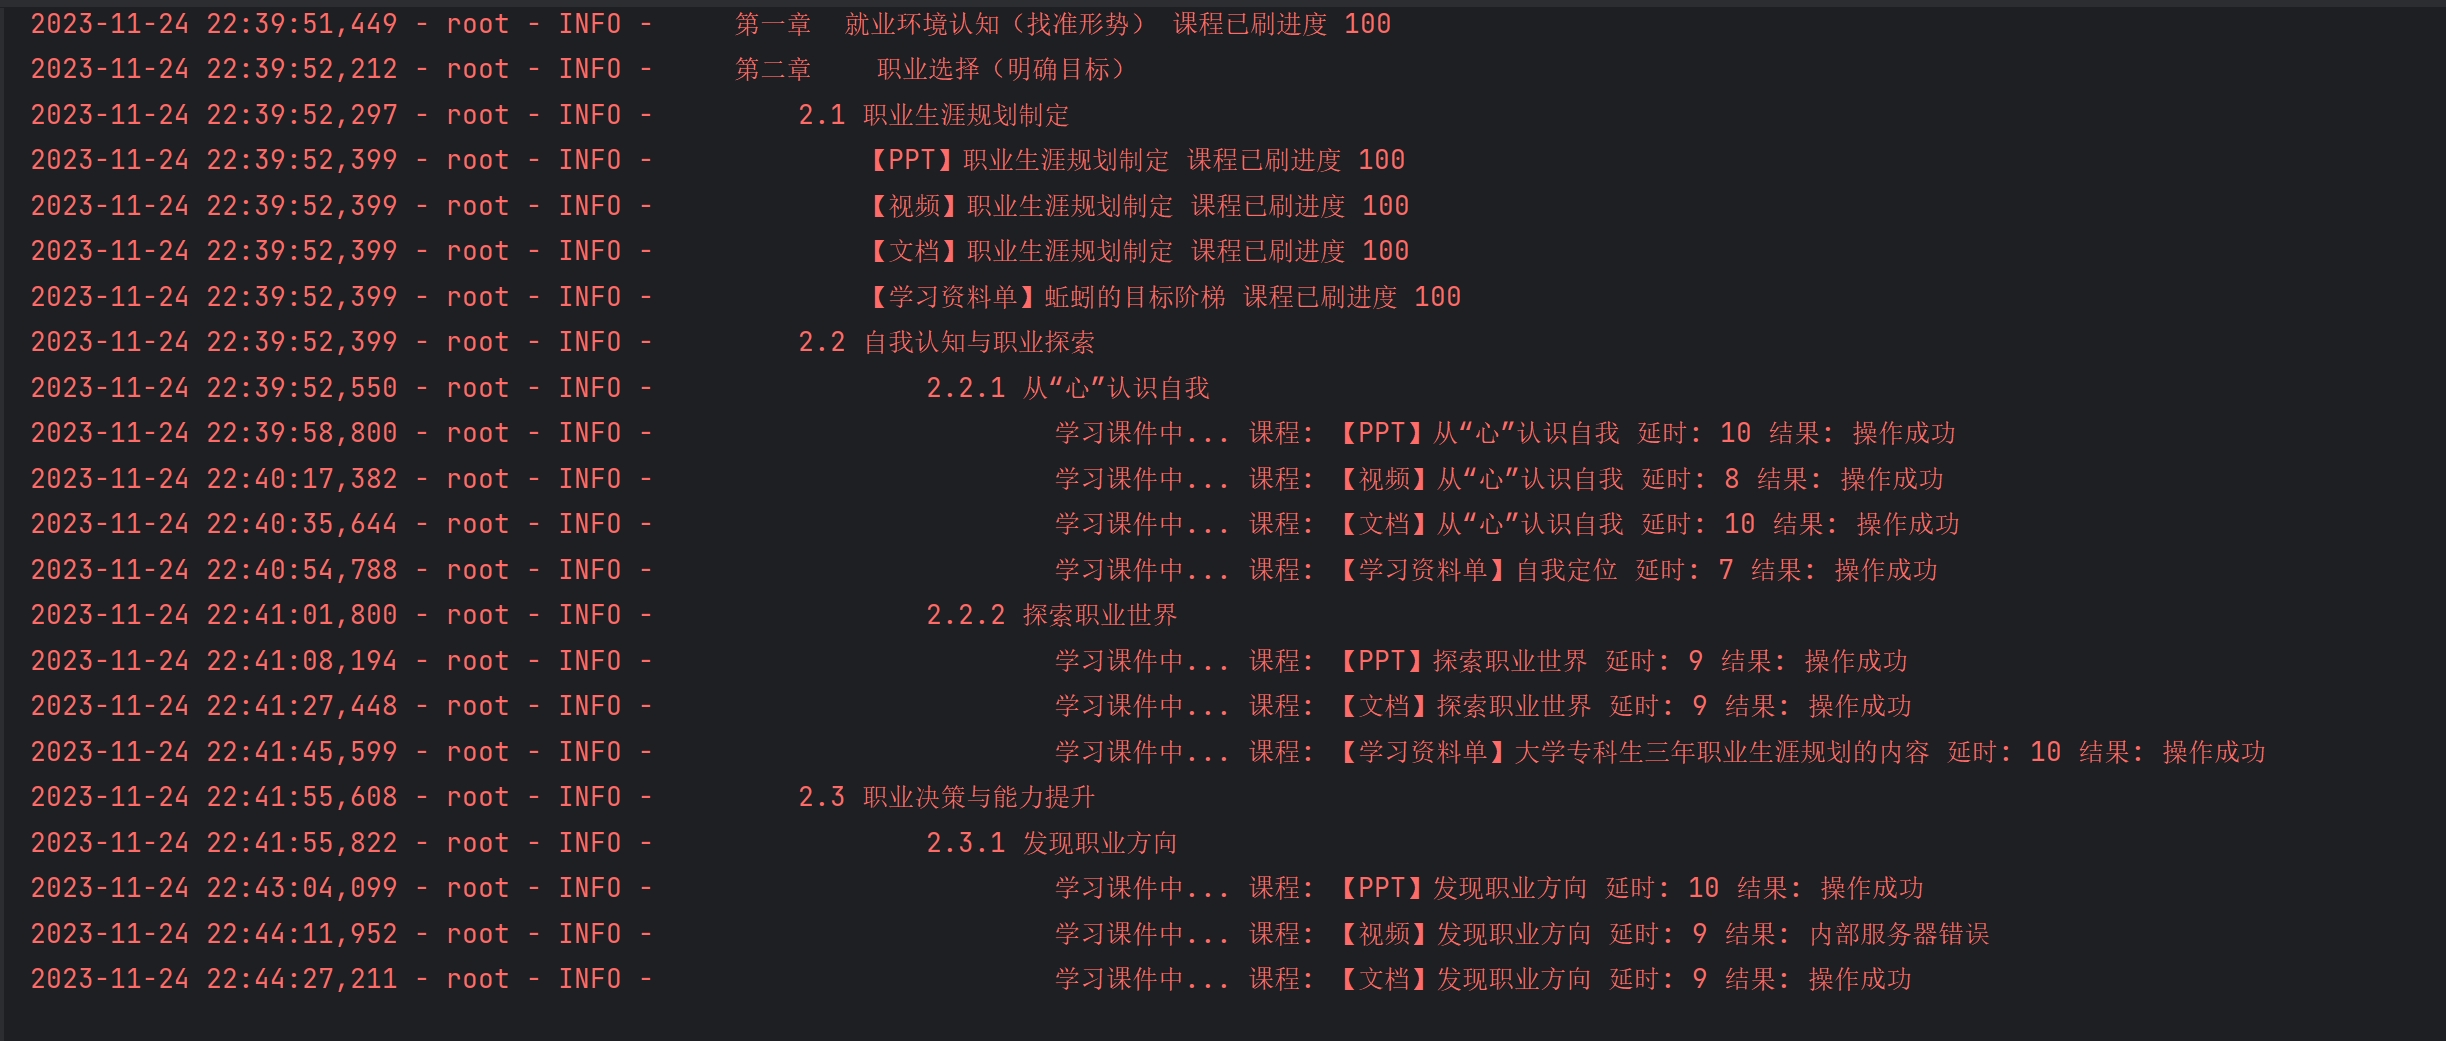 2023-11-24 22:39:51,449 - root - INFO -     第一章  就业环境认知（找准形势） 课程已刷进度 100
2023-11-24 22:39:52,212 - root - INFO -     第二章    职业选择（明确目标）
2023-11-24 22:39:52,297 - root - INFO -         2.1 职业生涯规划制定
2023-11-24 22:39:52,399 - root - INFO -             【PPT】职业生涯规划制定 课程已刷进度 100
2023-11-24 22:39:52,399 - root - INFO -             【视频】职业生涯规划制定 课程已刷进度 100
2023-11-24 22:39:52,399 - root - INFO -             【文档】职业生涯规划制定 课程已刷进度 100
2023-11-24 22:39:52,399 - root - INFO -             【学习资料单】蚯蚓的目标阶梯 课程已刷进度 100
2023-11-24 22:39:52,399 - root - INFO -         2.2 自我认知与职业探索
2023-11-24 22:39:52,550 - root - INFO -                 2.2.1 从“心”认识自我
2023-11-24 22:39:58,800 - root - INFO -                         学习课件中... 课程: 【PPT】从“心”认识自我 延时: 10 结果: 操作成功
2023-11-24 22:40:17,382 - root - INFO -                         学习课件中... 课程: 【视频】从“心”认识自我 延时: 8 结果: 操作成功
2023-11-24 22:40:35,644 - root - INFO -                         学习课件中... 课程: 【文档】从“心”认识自我 延时: 10 结果: 操作成功
2023-11-24 22:40:54,788 - root - INFO -                         学习课件中... 课程: 【学习资料单】自我定位 延时: 7 结果: 操作成功
2023-11-24 22:41:01,800 - root - INFO -                 2.2.2 探索职业世界
2023-11-24 22:41:08,194 - root - INFO -                         学习课件中... 课程: 【PPT】探索职业世界 延时: 9 结果: 操作成功
2023-11-24 22:41:27,448 - root - INFO -                         学习课件中... 课程: 【文档】探索职业世界 延时: 9 结果: 操作成功
2023-11-24 22:41:45,599 - root - INFO -                         学习课件中... 课程: 【学习资料单】大学专科生三年职业生涯规划的内容 延时: 10 结果: 操作成功
2023-11-24 22:41:55,608 - root - INFO -         2.3 职业决策与能力提升
2023-11-24 22:41:55,822 - root - INFO -                 2.3.1 发现职业方向
2023-11-24 22:43:04,099 - root - INFO -                         学习课件中... 课程: 【PPT】发现职业方向 延时: 10 结果: 操作成功
2023-11-24 22:44:11,952 - root - INFO -                         学习课件中... 课程: 【视频】发现职业方向 延时: 9 结果: 内部服务器错误
2023-11-24 22:44:27,211 - root - INFO -                         学习课件中... 课程: 【文档】发现职业方向 延时: 9 结果: 操作成功